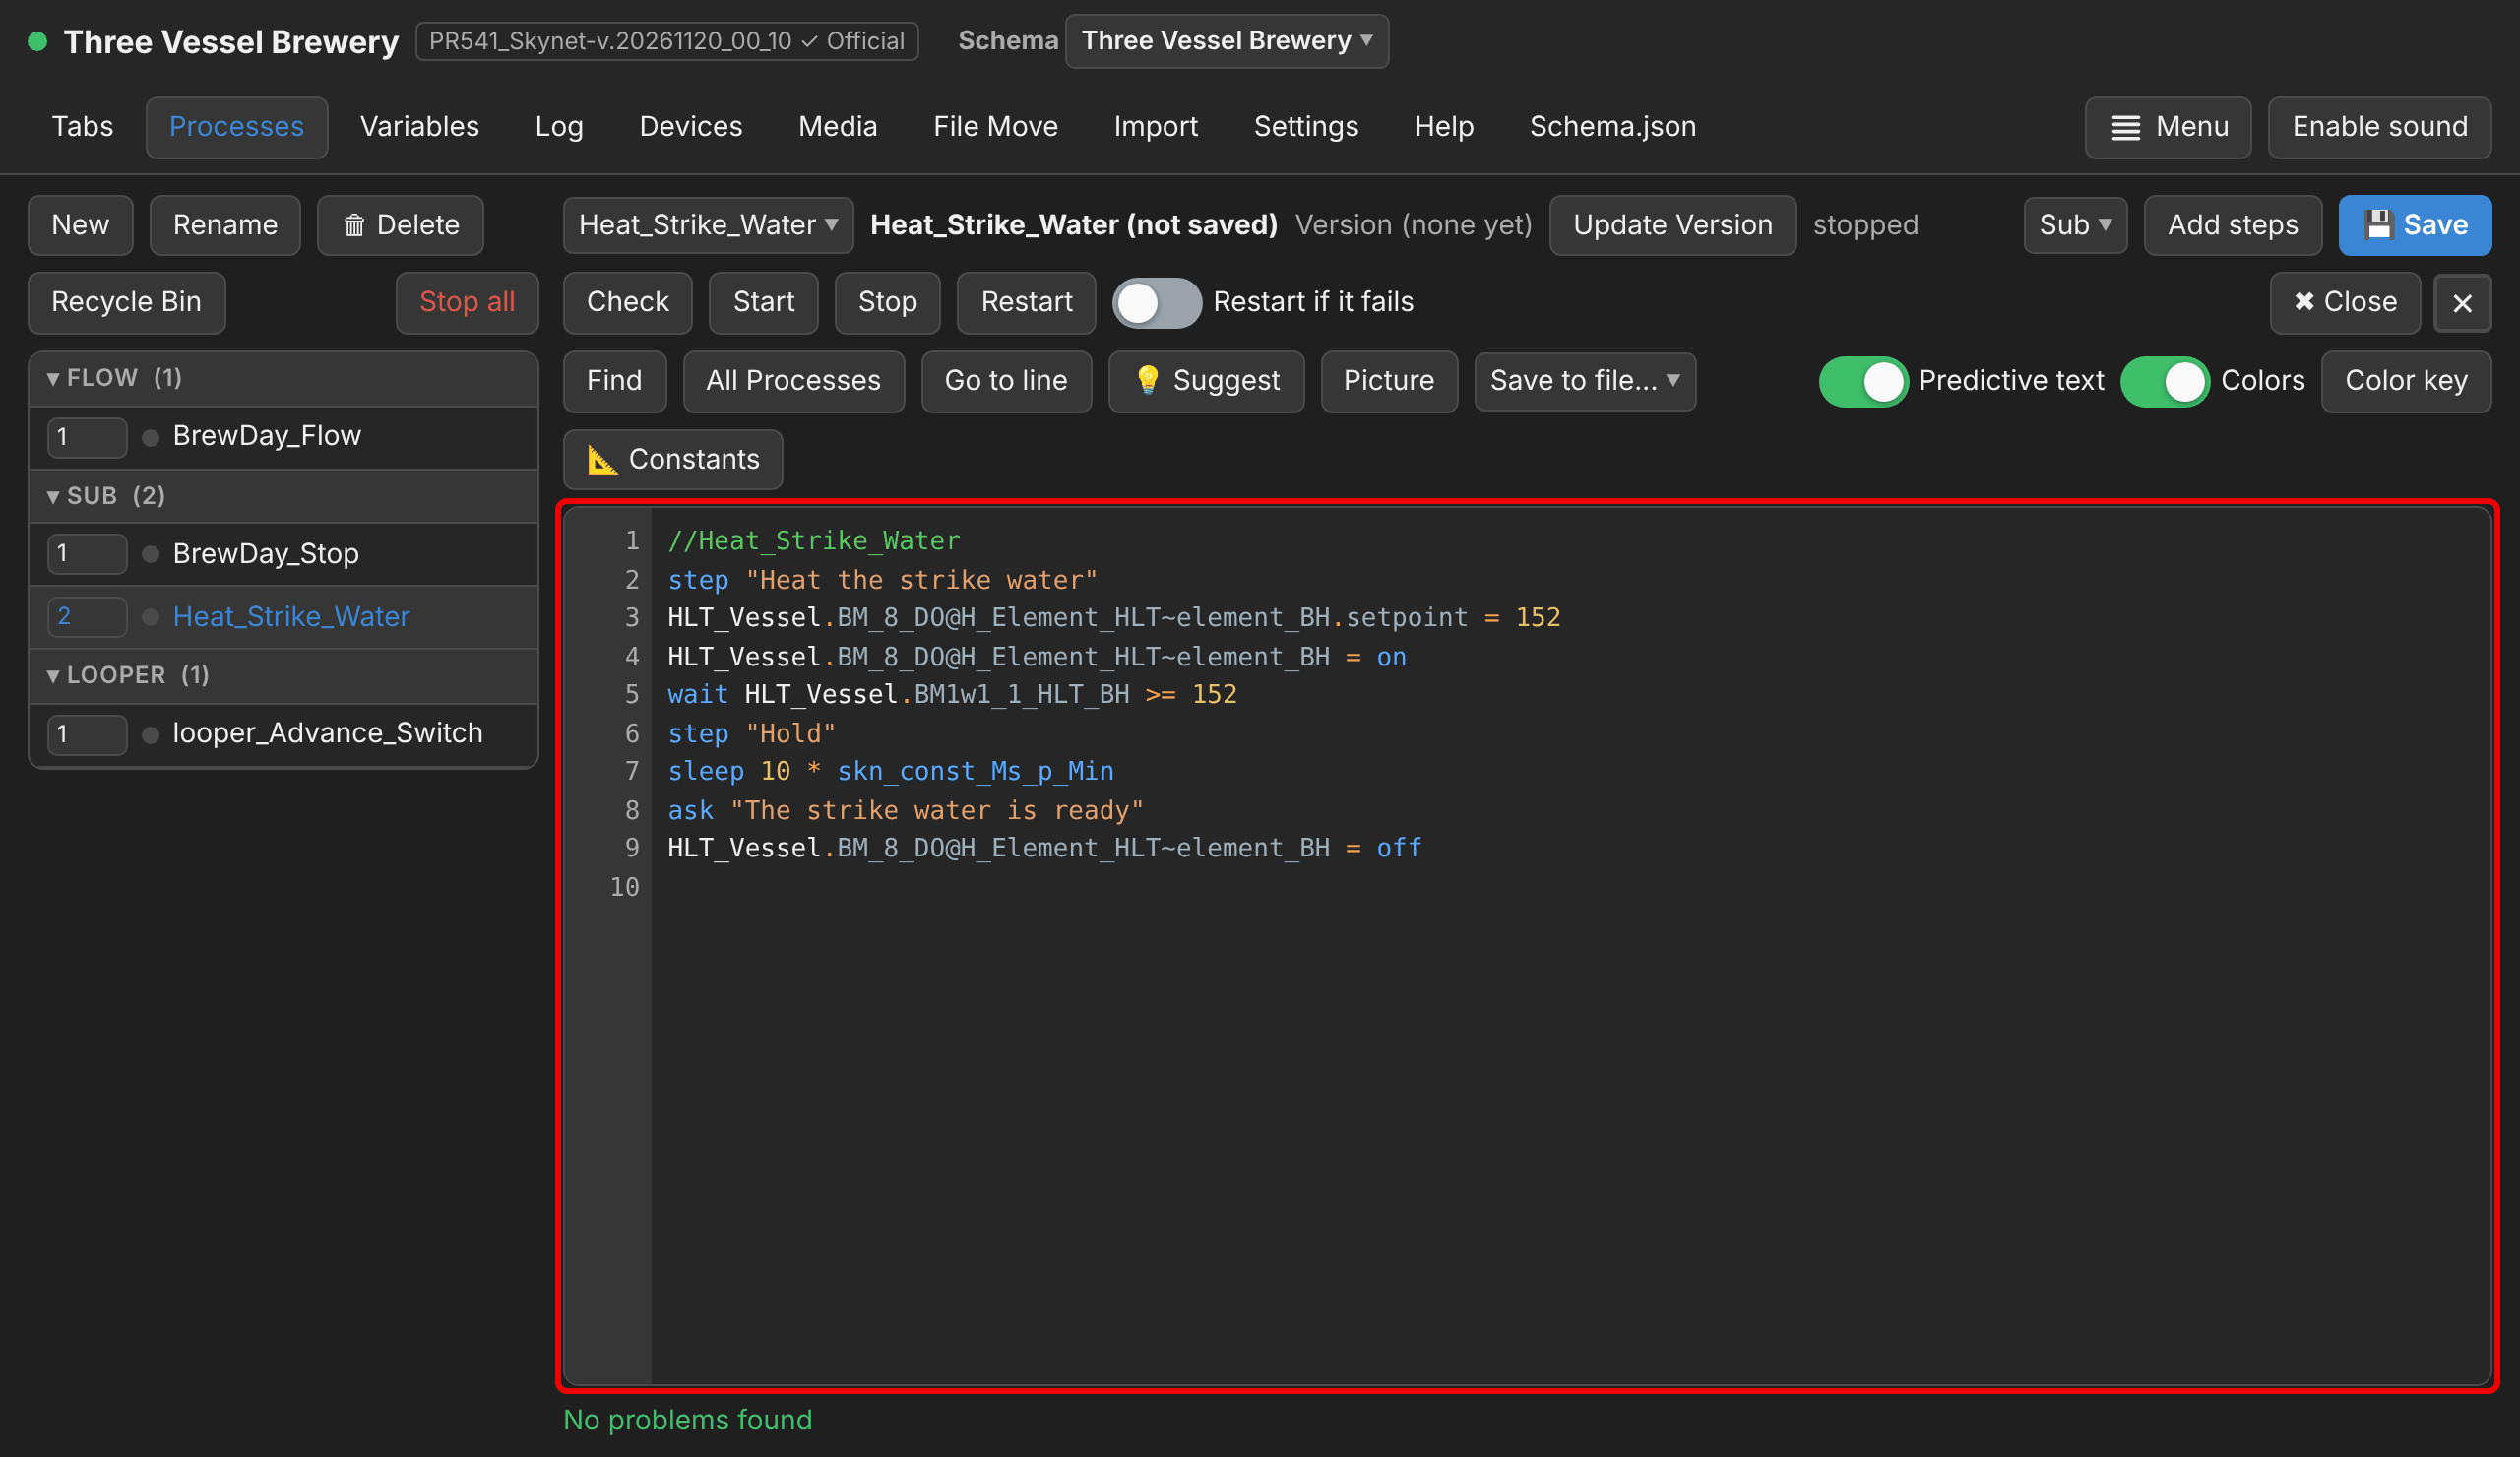 Three Vessel Brewery PR541_Skynet-v.20261120_00_10 ✓ Official Schema Three Vessel Brewery ▾
Tabs Processes Variables Log Devices Media File Move Import Settings Help Schema.json Menu Enable sound
New Rename Delete Heat_Strike_Water ▾ Heat_Strike_Water (not saved) Version (none yet) Update Version stopped Sub ▾ Add steps Save
Recycle Bin Stop all Check Start Stop Restart Restart if it fails ✖ Close ✕
▾ FLOW (1)
1 BrewDay_Flow
▾ SUB (2)
1 BrewDay_Stop
2 Heat_Strike_Water
▾ LOOPER (1)
1 looper_Advance_Switch
Find All Processes Go to line Suggest Picture Save to file... ▾ Predictive text Colors Color key
Constants
1 //Heat_Strike_Water
2 step "Heat the strike water"
3 HLT_Vessel.BM_8_DO@H_Element_HLT~element_BH.setpoint = 152
4 HLT_Vessel.BM_8_DO@H_Element_HLT~element_BH = on
5 wait HLT_Vessel.BM1w1_1_HLT_BH >= 152
6 step "Hold"
7 sleep 10 * skn_const_Ms_p_Min
8 ask "The strike water is ready"
9 HLT_Vessel.BM_8_DO@H_Element_HLT~element_BH = off
10
No problems found